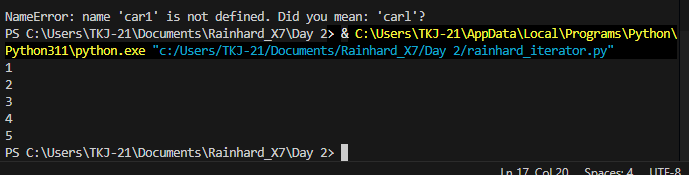 NameError: name 'car1' is not defined. Did you mean: 'carl'?
PS C:\Users\TKJ-21\Documents\Rainhard_X7\Day 2> & C:\Users\TKJ-21\AppData\Local\Programs\Python\
Python311\python.exe "c:/Users/TKJ-21/Documents/Rainhard_X7/Day 2/rainhard_iterator.py"
1
2
3
4
5
PS C:\Users\TKJ-21\Documents\Rainhard_X7\Day 2>
Ln 17, Col 20 Spaces: 4 UTF-8